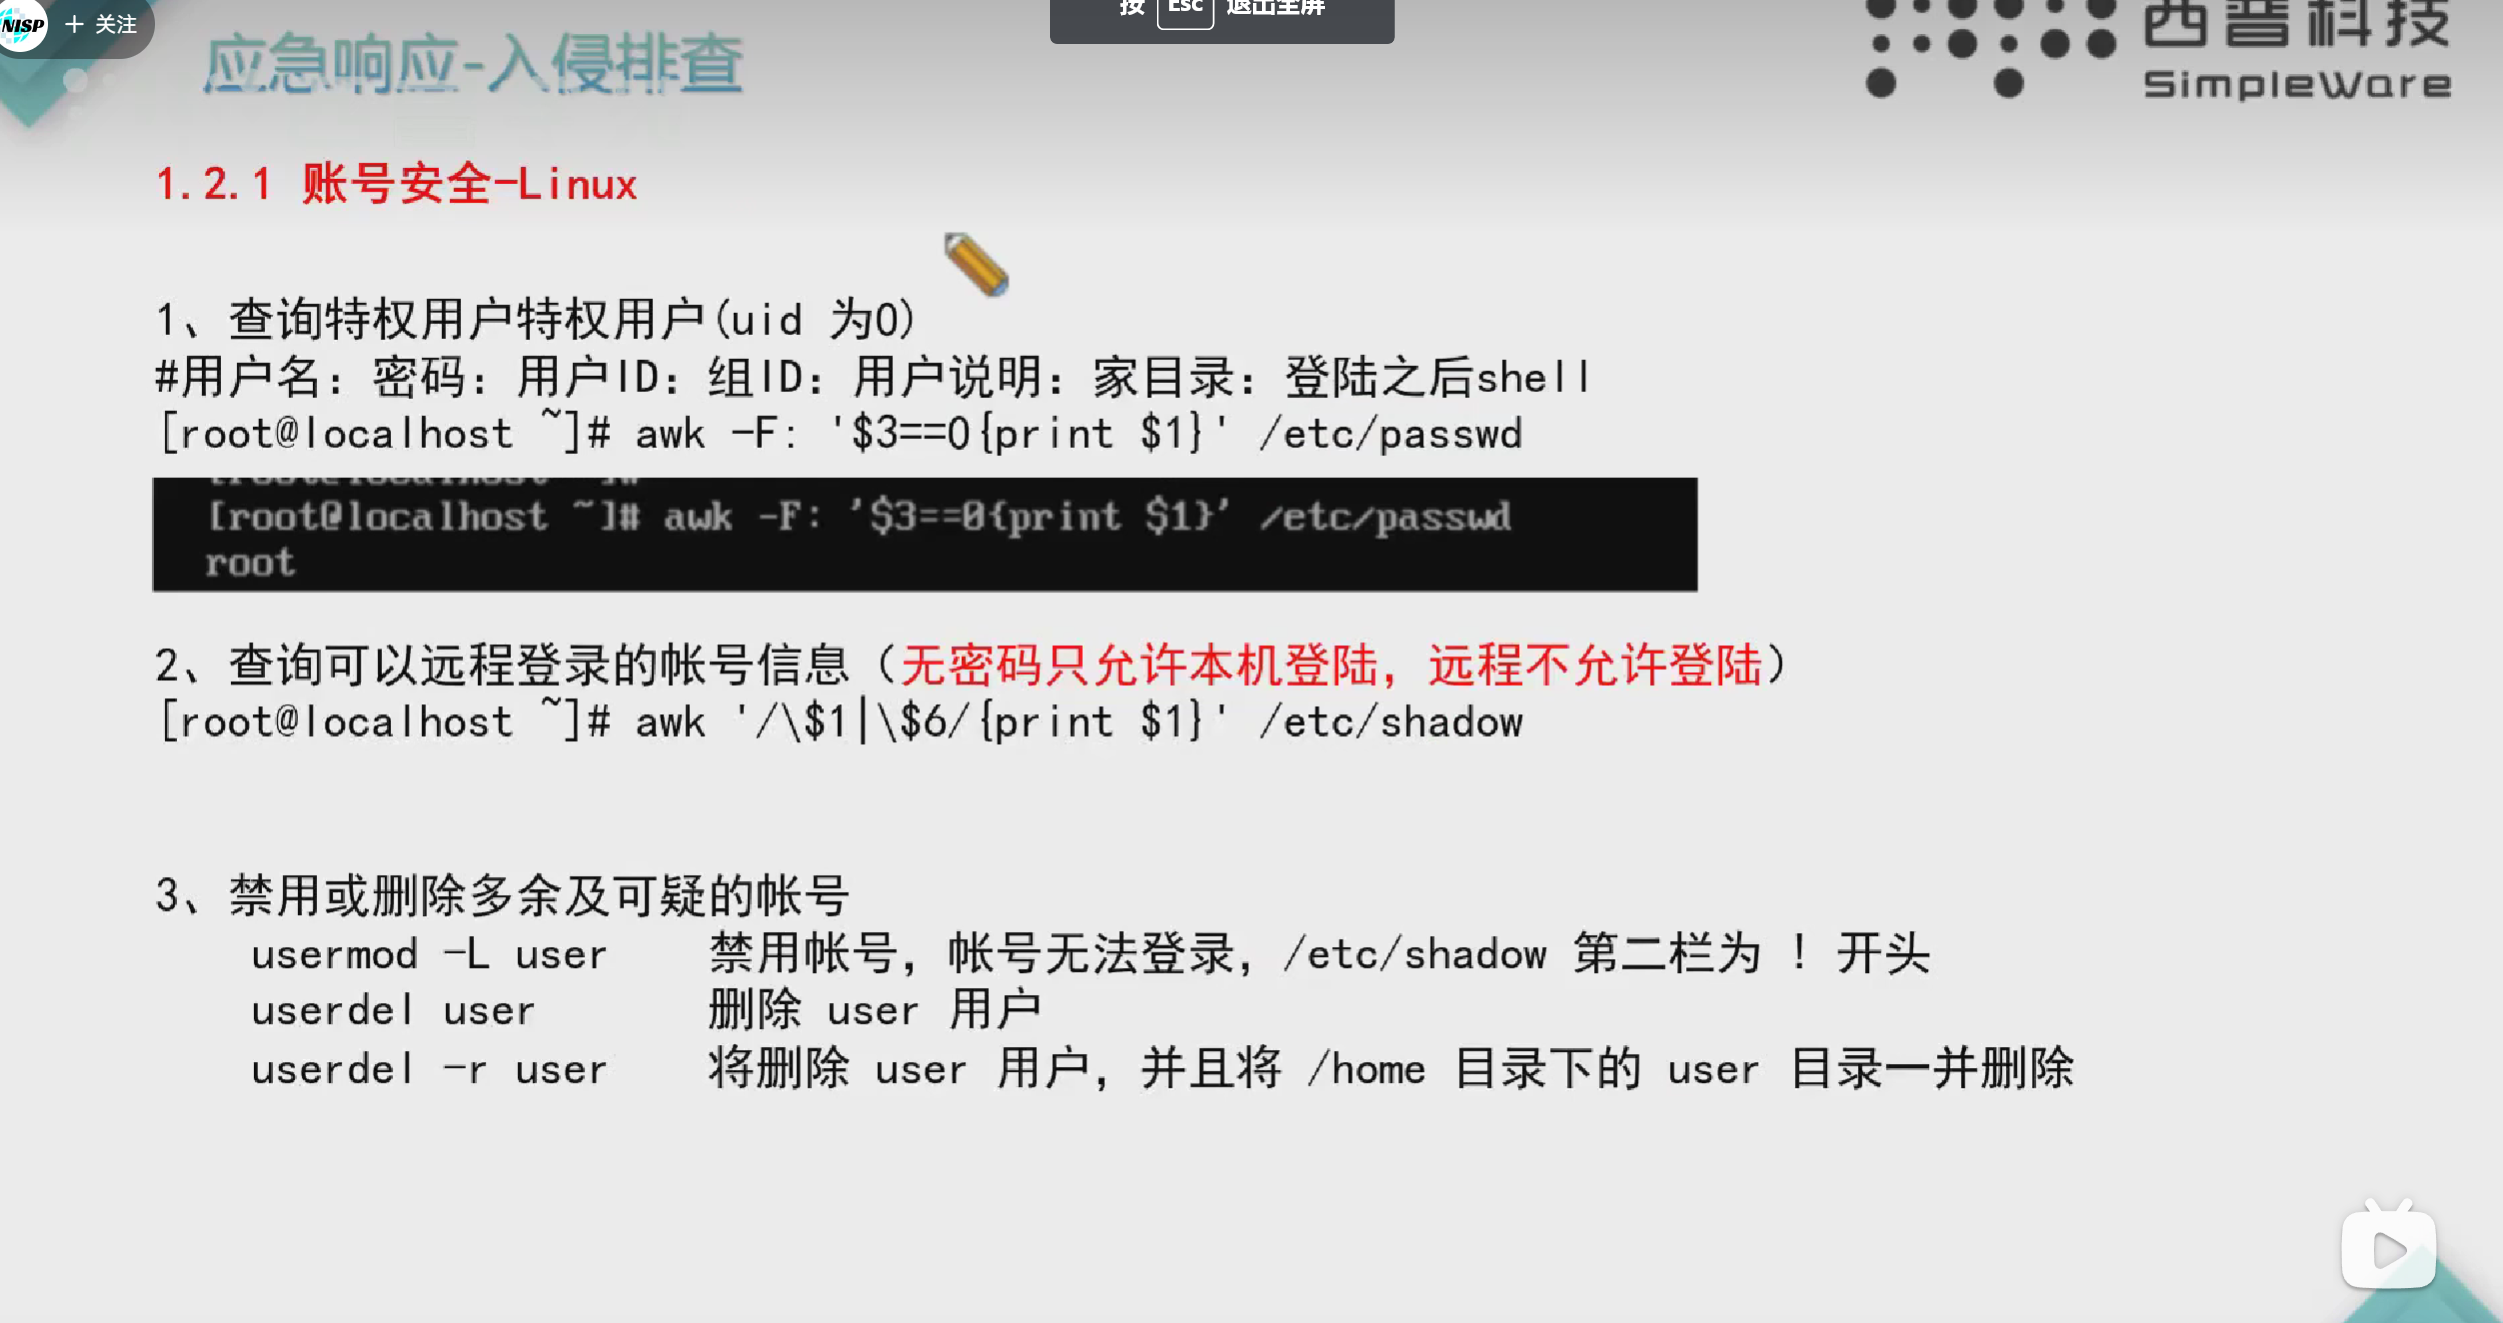 NISP + 关注
按 Esc 退出全屏
西普科技
SimpleWare
应急响应-入侵排查
1.2.1 账号安全-Linux
1、查询特权用户特权用户(uid 为0)
#用户名：密码：用户ID：组ID：用户说明：家目录：登陆之后shell
[root@localhost ~]# awk -F: '$3==0{print $1}' /etc/passwd
[root@localhost ~]#
[root@localhost ~]# awk -F: '$3==0{print $1}' /etc/passwd
root
2、查询可以远程登录的帐号信息（无密码只允许本机登陆，远程不允许登陆）
[root@localhost ~]# awk '/\$1|\$6/{print $1}' /etc/shadow
3、禁用或删除多余及可疑的帐号
usermod -L user 禁用帐号，帐号无法登录，/etc/shadow 第二栏为 ! 开头
userdel user 删除 user 用户
userdel -r user 将删除 user 用户，并且将 /home 目录下的 user 目录一并删除